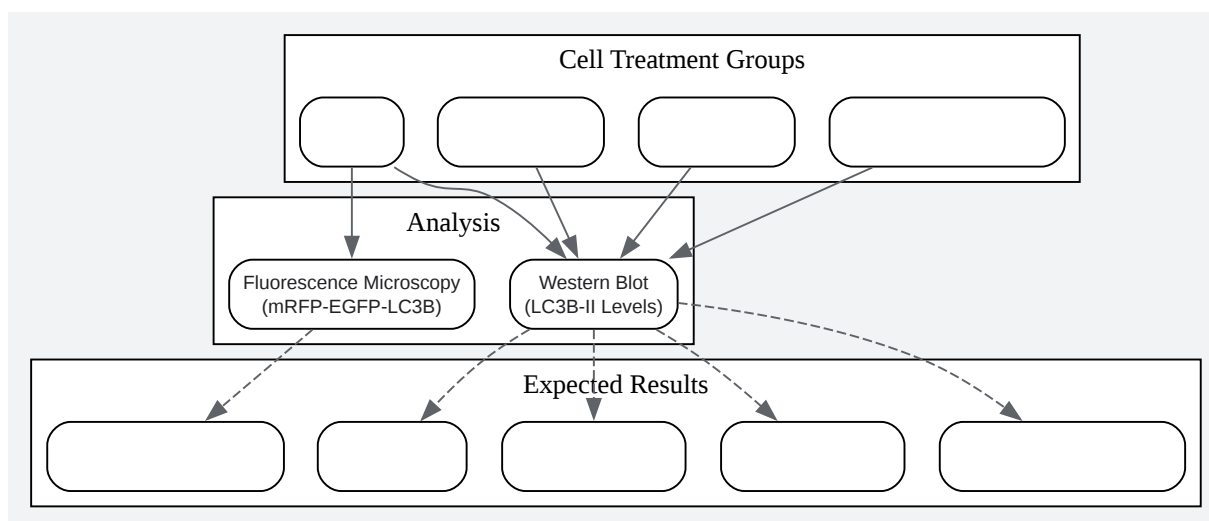 Cell Treatment Groups
Analysis
Fluorescence Microscopy
(mRFP-EGFP-LC3B)
Western Blot
(LC3B-II Levels)
Expected Results